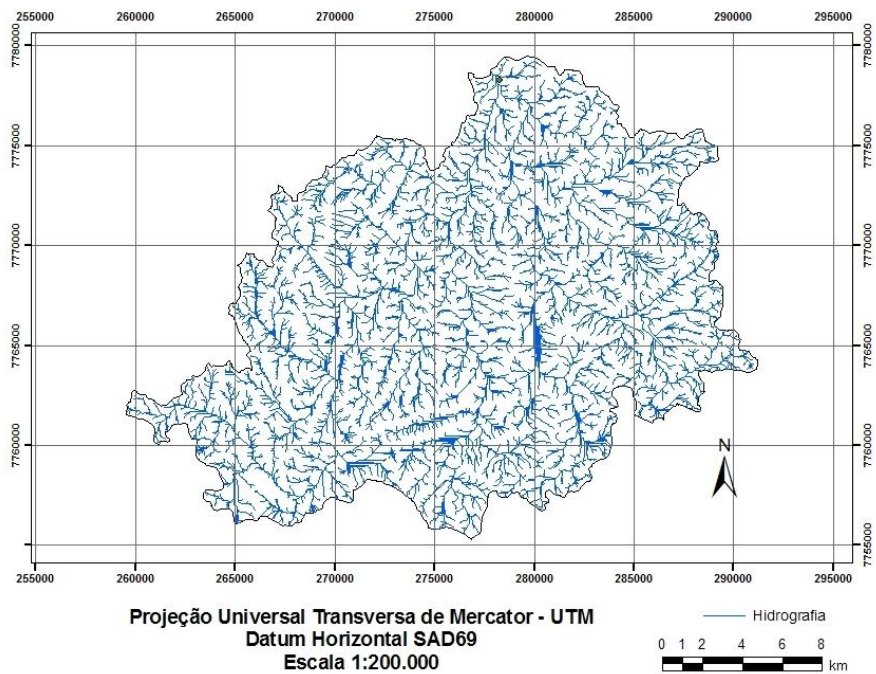 255000 260000 265000 270000 275000 280000 285000 290000 295000
7780000 7780000
7775000 7775000
7770000 7770000
7765000 7765000
7760000 7760000
N
7755000 7755000
255000 260000 265000 270000 275000 280000 285000 290000 295000
Projeção Universal Transversa de Mercator - UTM
Datum Horizontal SAD69
Escala 1:200.000
Hidrografia
0 1 2 4 6 8
km